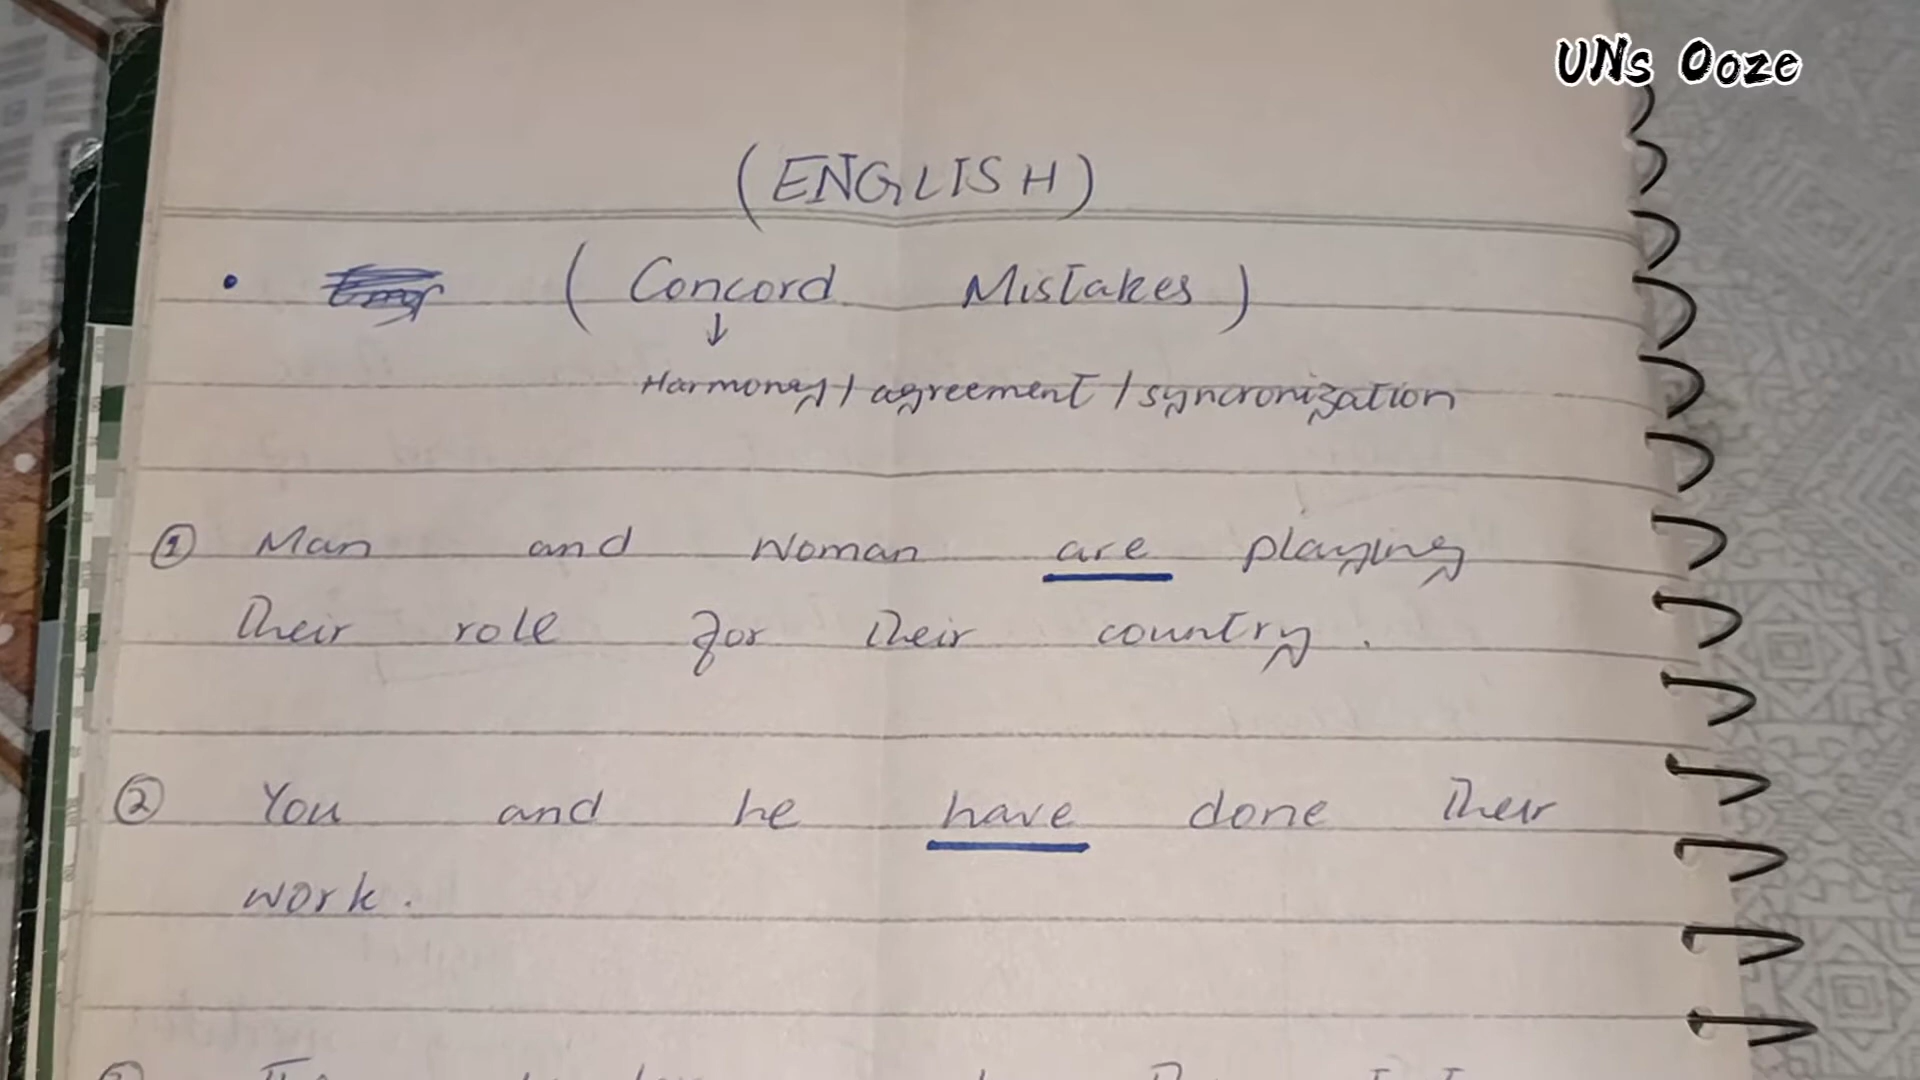 UNs Ooze
(ENGLISH)
• (Concord Mistakes)
↓
Harmoney / agreement / syncronization
① Man and Woman are playing
Their role for Their country.
② You and he have done Their
work.